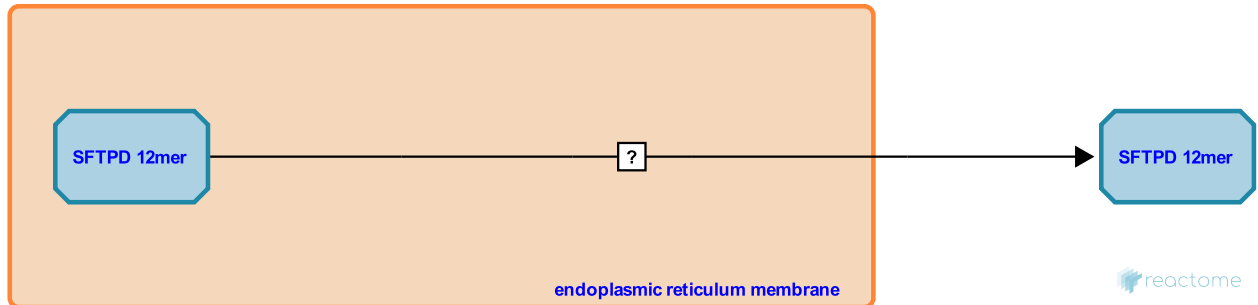 SFTPD 12mer
?
SFTPD 12mer
endoplasmic reticulum membrane
reactome